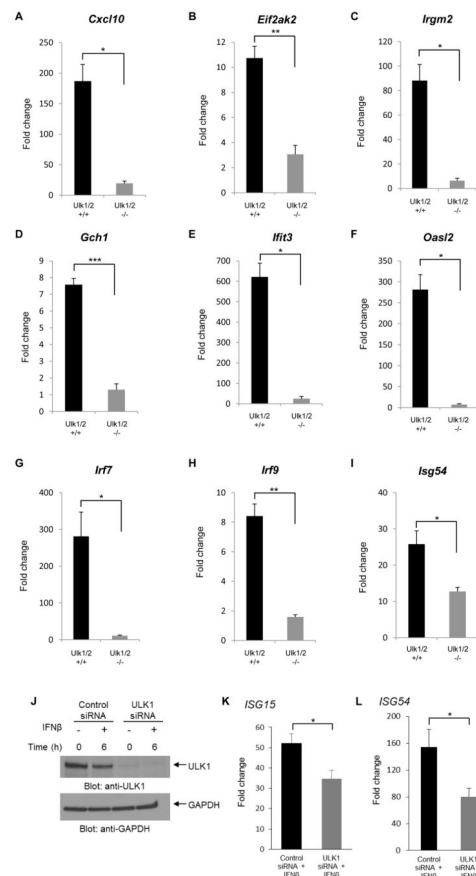 A
Cxcl10
Fold change
250
200
150
100
50
0
*
Ulk1/2 Ulk1/2
+/+ -/-
B
Eif2ak2
Fold change
12
10
8
6
4
2
0
**
Ulk1/2 Ulk1/2
+/+ -/-
C
Irgm2
Fold change
120
100
80
60
40
20
0
*
Ulk1/2 Ulk1/2
+/+ -/-
D
Gch1
Fold change
9
8
7
6
5
4
3
2
1
0
***
Ulk1/2 Ulk1/2
+/+ -/-
E
Ifit3
Fold change
800
700
600
500
400
300
200
100
0
*
Ulk1/2 Ulk1/2
+/+ -/-
F
Oasl2
Fold change
350
300
250
200
150
100
50
0
*
Ulk1/2 Ulk1/2
+/+ -/-
G
Irf7
Fold change
400
300
200
100
0
*
Ulk1/2 Ulk1/2
+/+ -/-
H
Irf9
Fold change
10
8
6
4
2
0
**
Ulk1/2 Ulk1/2
+/+ -/-
I
Isg54
Fold change
40
30
20
10
0
*
Ulk1/2 Ulk1/2
+/+ -/-
J
Control ULK1
siRNA siRNA
IFNβ - + - +
Time (h) 0 6 0 6
ULK1
Blot: anti-ULK1
GAPDH
Blot: anti-GAPDH
K
ISG15
Fold change
60
50
40
30
20
10
0
*
Control ULK1
siRNA + siRNA +
IFNβ IFNβ
L
ISG54
Fold change
200
160
120
80
40
0
*
Control ULK1
siRNA + siRNA +
IFNβ IFNβ